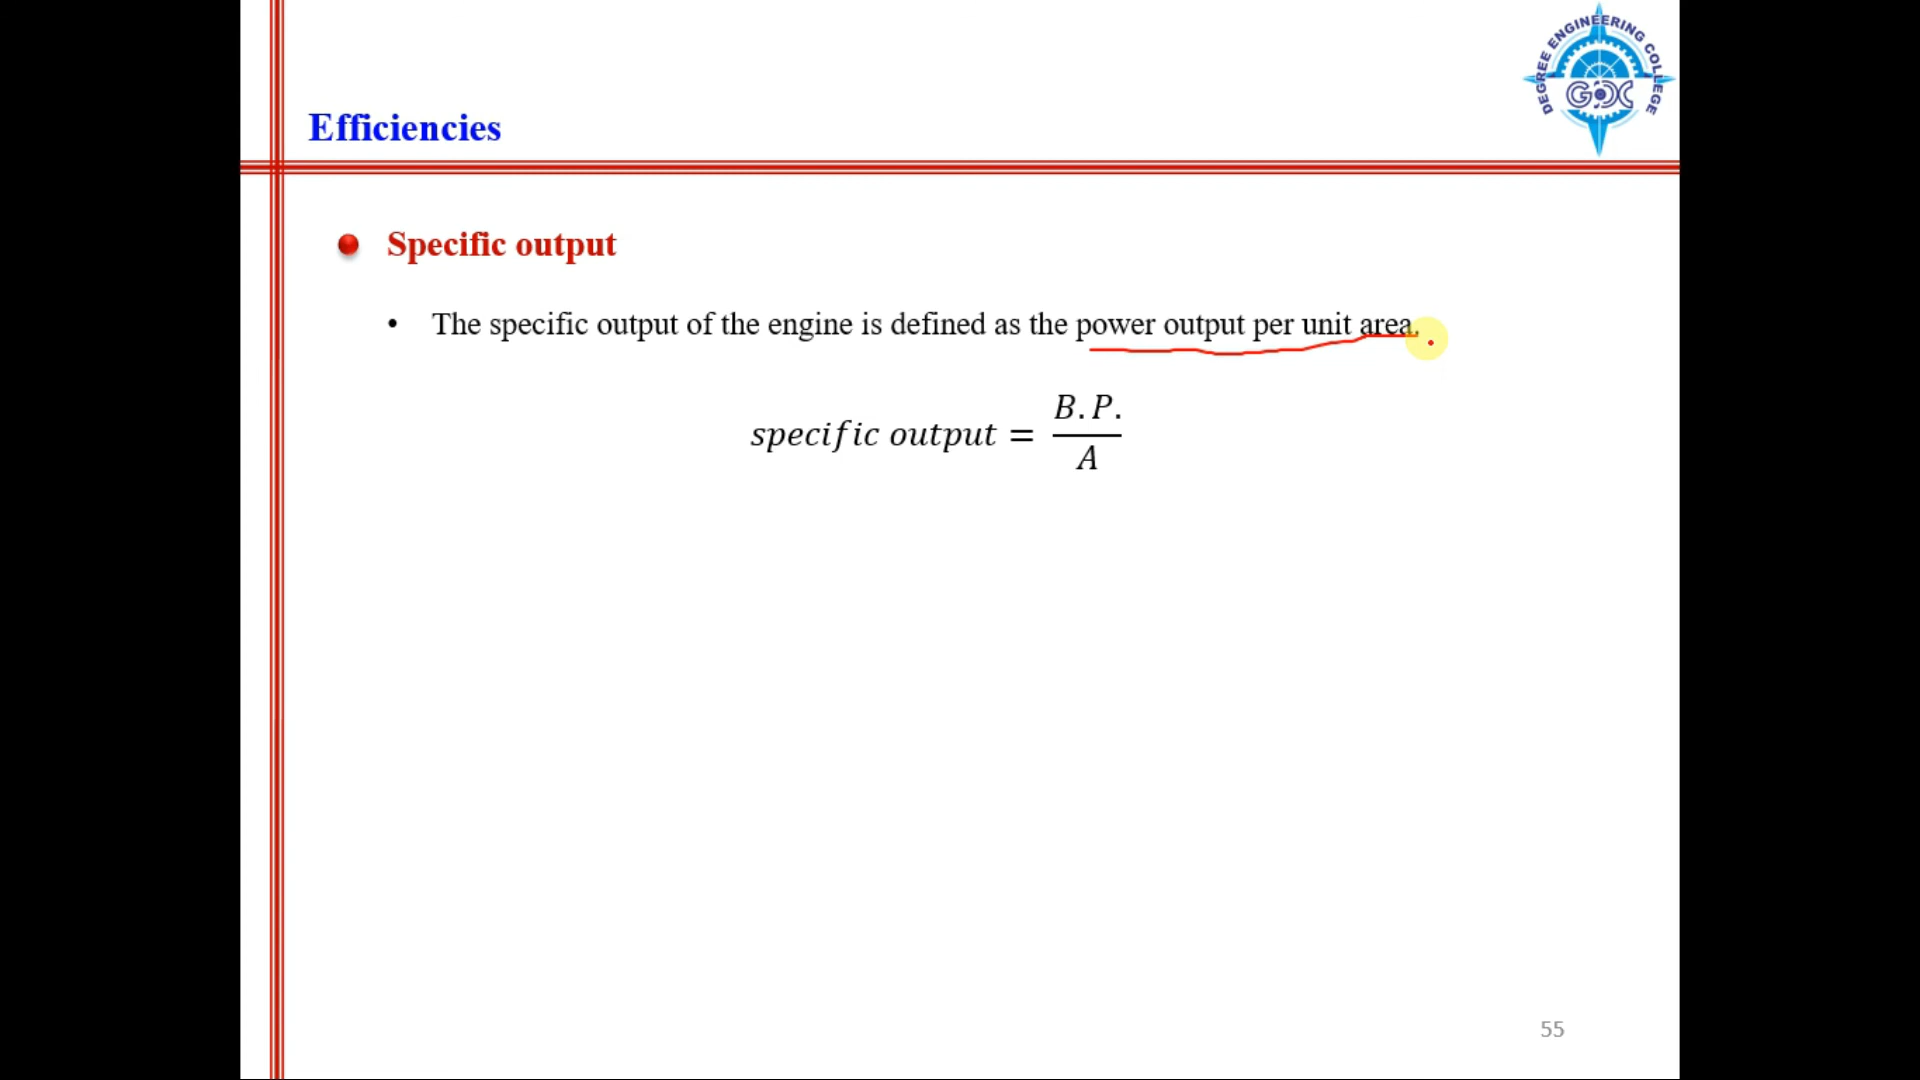 DEGREE ENGINEERING COLLEGE
GDC
Efficiencies
Specific output
• The specific output of the engine is defined as the power output per unit area.
specific output = B.P. / A
55